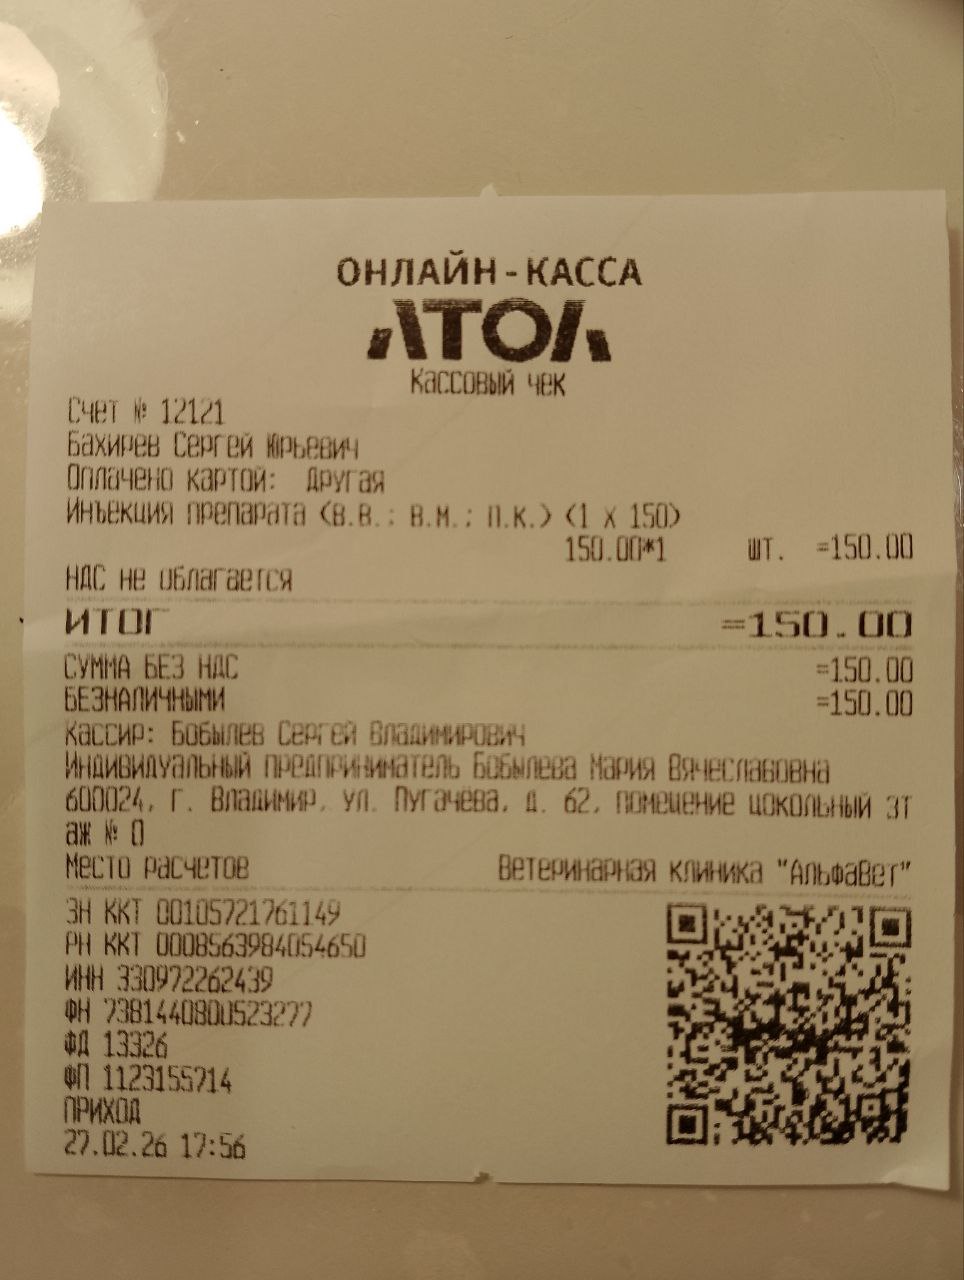 ОНЛАЙН-КАССА
АТОЛ
Кассовый чек
Счет № 12121
Бахирев Сергей Юрьевич
Оплачено картой: Другая
Инъекция препарата (В.В.; В.М.; П.К.) (1 x 150)
150.00*1 шт. =150.00
НДС не облагается
ИТОГ =150.00
СУММА БЕЗ НДС =150.00
БЕЗНАЛИЧНЫМИ =150.00
Кассир: Бобылев Сергей Владимирович
Индивидуальный предприниматель Бобылева Мария Вячеславовна
600024, г. Владимир, ул. Пугачева, д. 62, помещение цокольный эт
аж № 0
Место расчетов Ветеринарная клиника "АльфаВет"
ЗН ККТ 00105721761149
РН ККТ 0008563984054650
ИНН 330972262439
ФН 7381440800523277
ФД 13326
ФП 1123155714
ПРИХОД
27.02.26 17:56